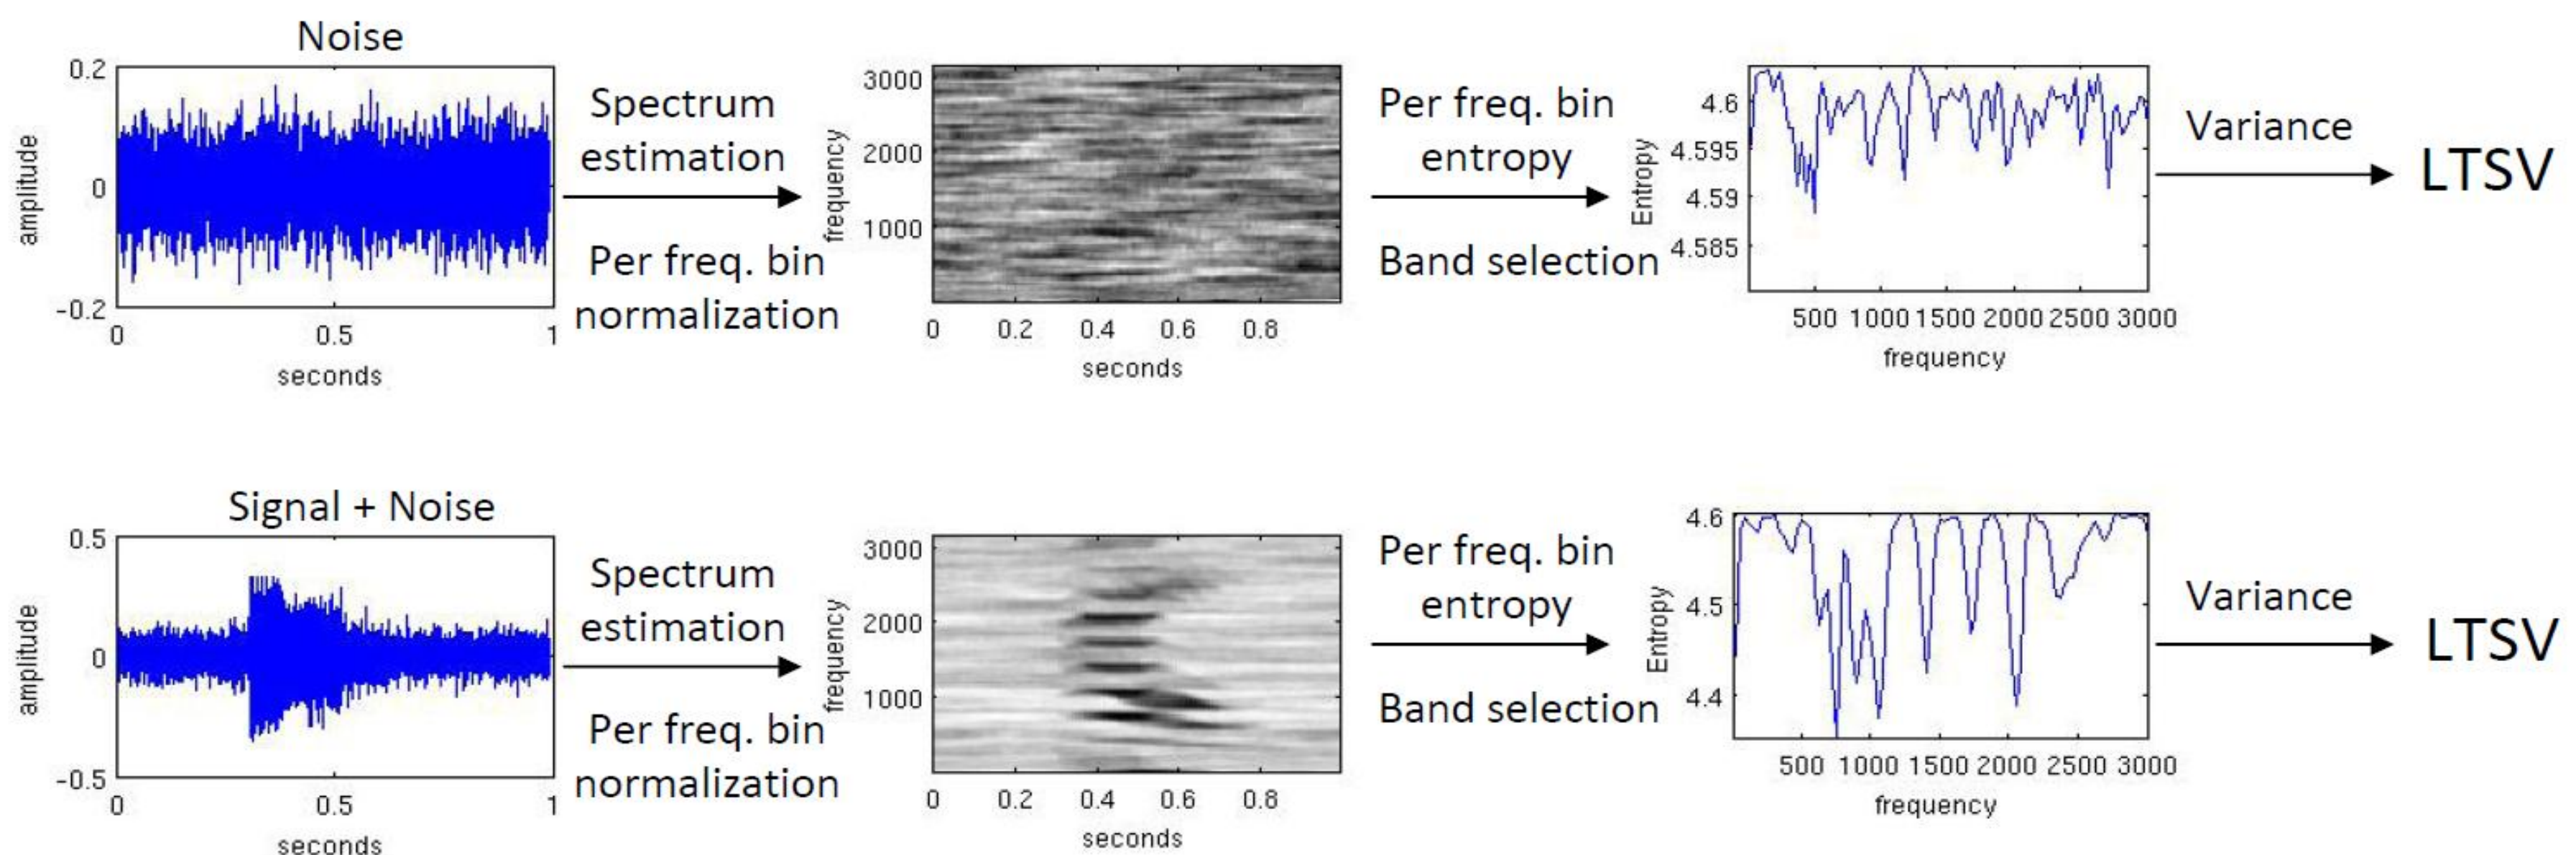 Noise
0.2
0
-0.2
amplitude
0 0.5 1
seconds
Spectrum
estimation
Per freq. bin
normalization
3000
2000
1000
frequency
0 0.2 0.4 0.6 0.8
seconds
Per freq. bin
entropy
Band selection
4.6
4.595
4.59
4.585
Entropy
500 1000 1500 2000 2500 3000
frequency
Variance
LTSV
Signal + Noise
0.5
0
-0.5
amplitude
0 0.5 1
seconds
Spectrum
estimation
Per freq. bin
normalization
3000
2000
1000
frequency
0 0.2 0.4 0.6 0.8
seconds
Per freq. bin
entropy
Band selection
4.6
4.5
4.4
Entropy
500 1000 1500 2000 2500 3000
frequency
Variance
LTSV